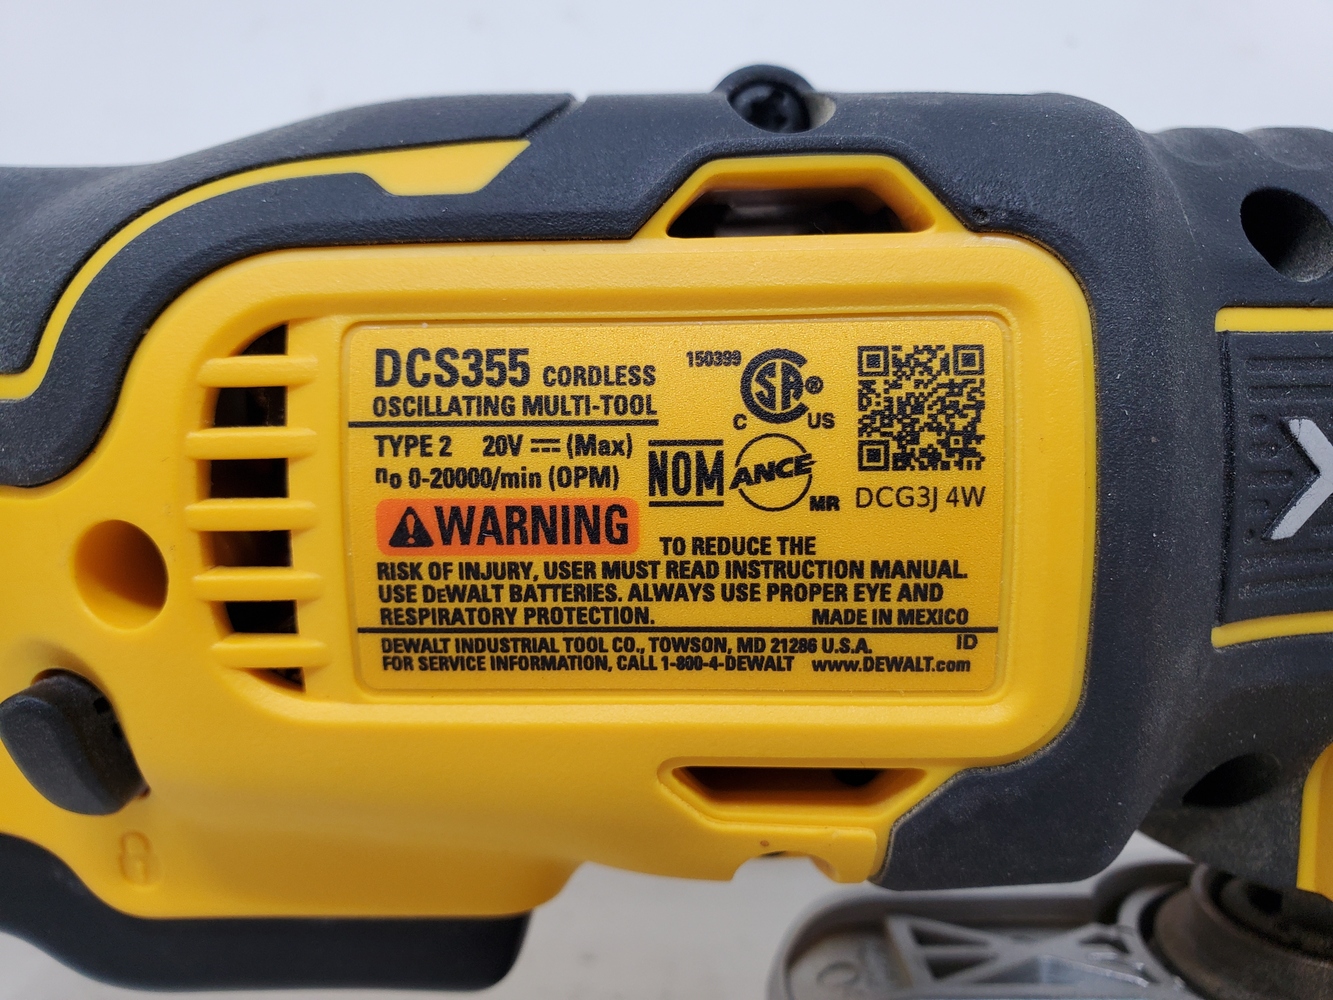 DCS355 CORDLESS
OSCILLATING MULTI-TOOL
150399
CSA®
C US
TYPE 2 20V ⎓ (Max)
no 0-20000/min (OPM)
NOM
ANCE
MR
DCG3J 4W
⚠WARNING TO REDUCE THE
RISK OF INJURY, USER MUST READ INSTRUCTION MANUAL.
USE DEWALT BATTERIES. ALWAYS USE PROPER EYE AND
RESPIRATORY PROTECTION. MADE IN MEXICO
DEWALT INDUSTRIAL TOOL CO., TOWSON, MD 21286 U.S.A. ID
FOR SERVICE INFORMATION, CALL 1-800-4-DEWALT www.DEWALT.com
X